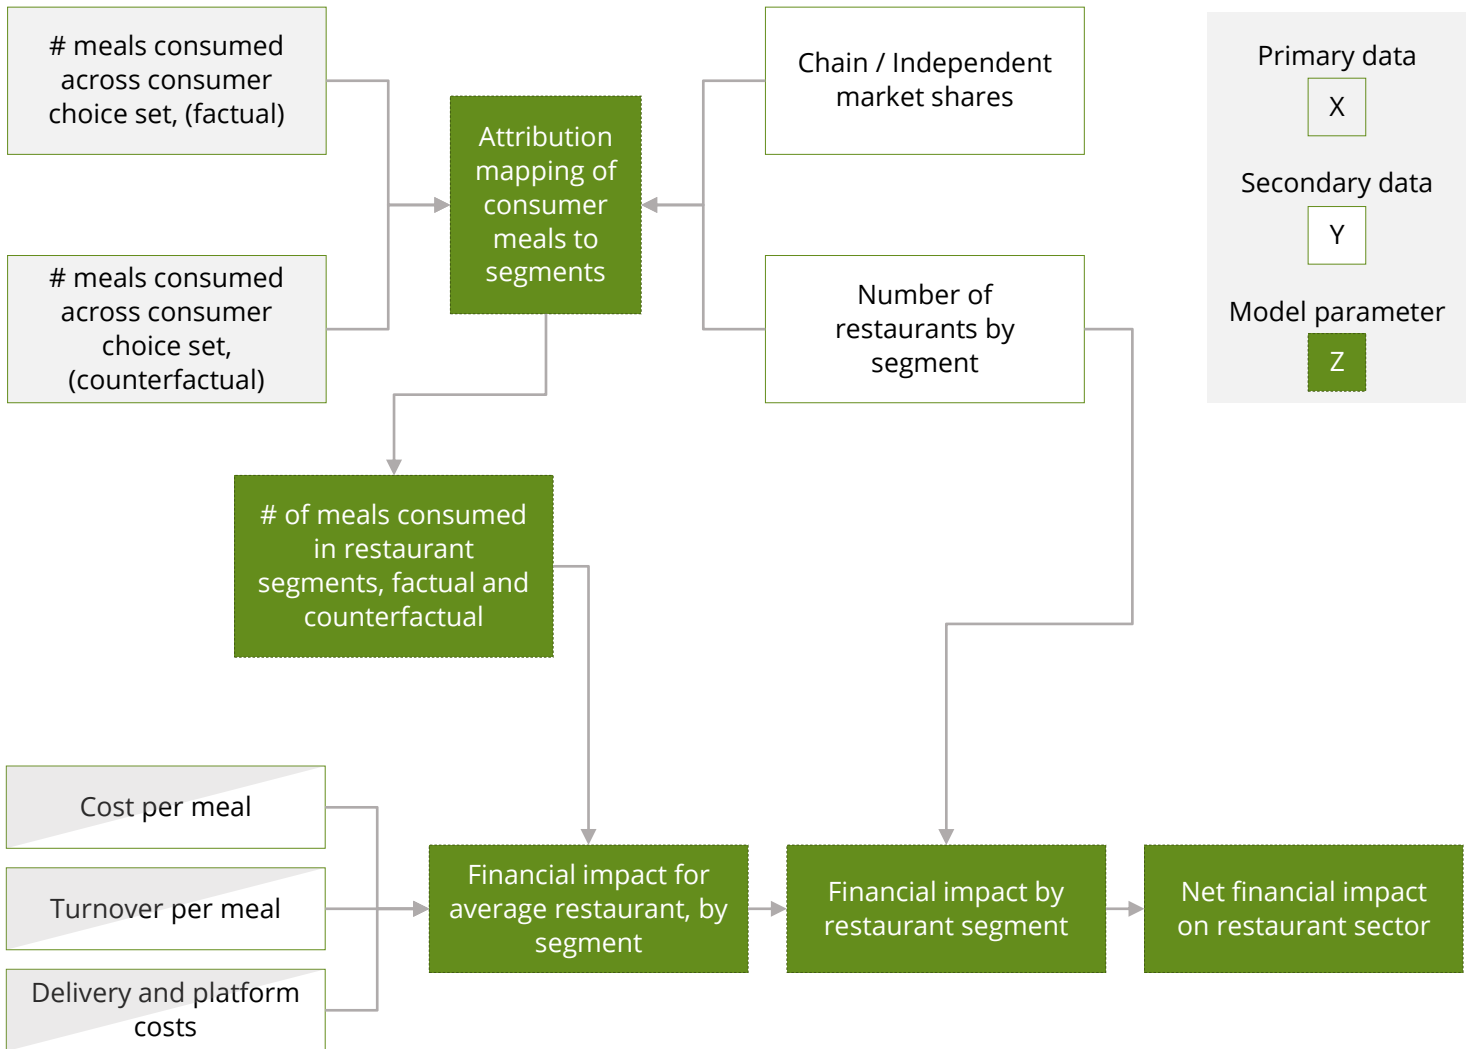 # meals consumed
across consumer
choice set, (factual)
# meals consumed
across consumer
choice set,
(counterfactual)
Attribution
mapping of
consumer
meals to
segments
Chain / Independent
market shares
Number of
restaurants by
segment
Primary data
X
Secondary data
Y
Model parameter
Z
# of meals consumed
in restaurant
segments, factual and
counterfactual
Cost per meal
Turnover per meal
Delivery and platform
costs
Financial impact for
average restaurant, by
segment
Financial impact by
restaurant segment
Net financial impact
on restaurant sector